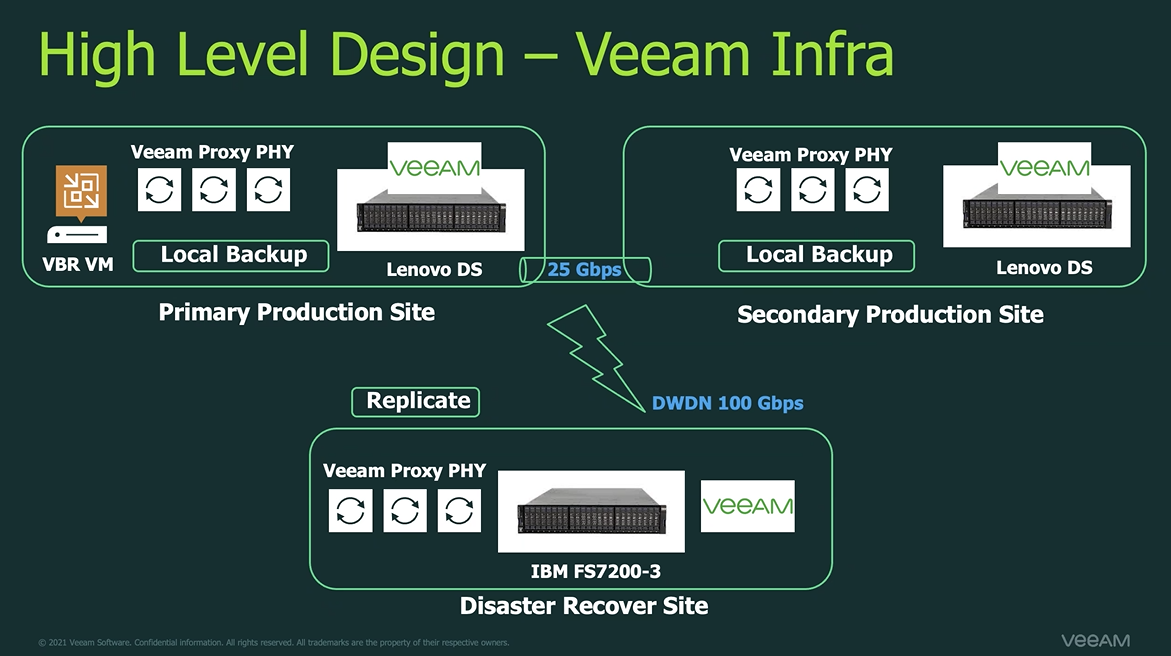 High Level Design – Veeam Infra
Veeam Proxy PHY
VEEAM
VBR VM
Local Backup
Lenovo DS
Primary Production Site
25 Gbps
Veeam Proxy PHY
VEEAM
Local Backup
Lenovo DS
Secondary Production Site
DWDN 100 Gbps
Replicate
Veeam Proxy PHY
VEEAM
IBM FS7200-3
Disaster Recover Site
© 2021 Veeam Software. Confidential information. All rights reserved. All trademarks are the property of their respective owners.
VEEAM